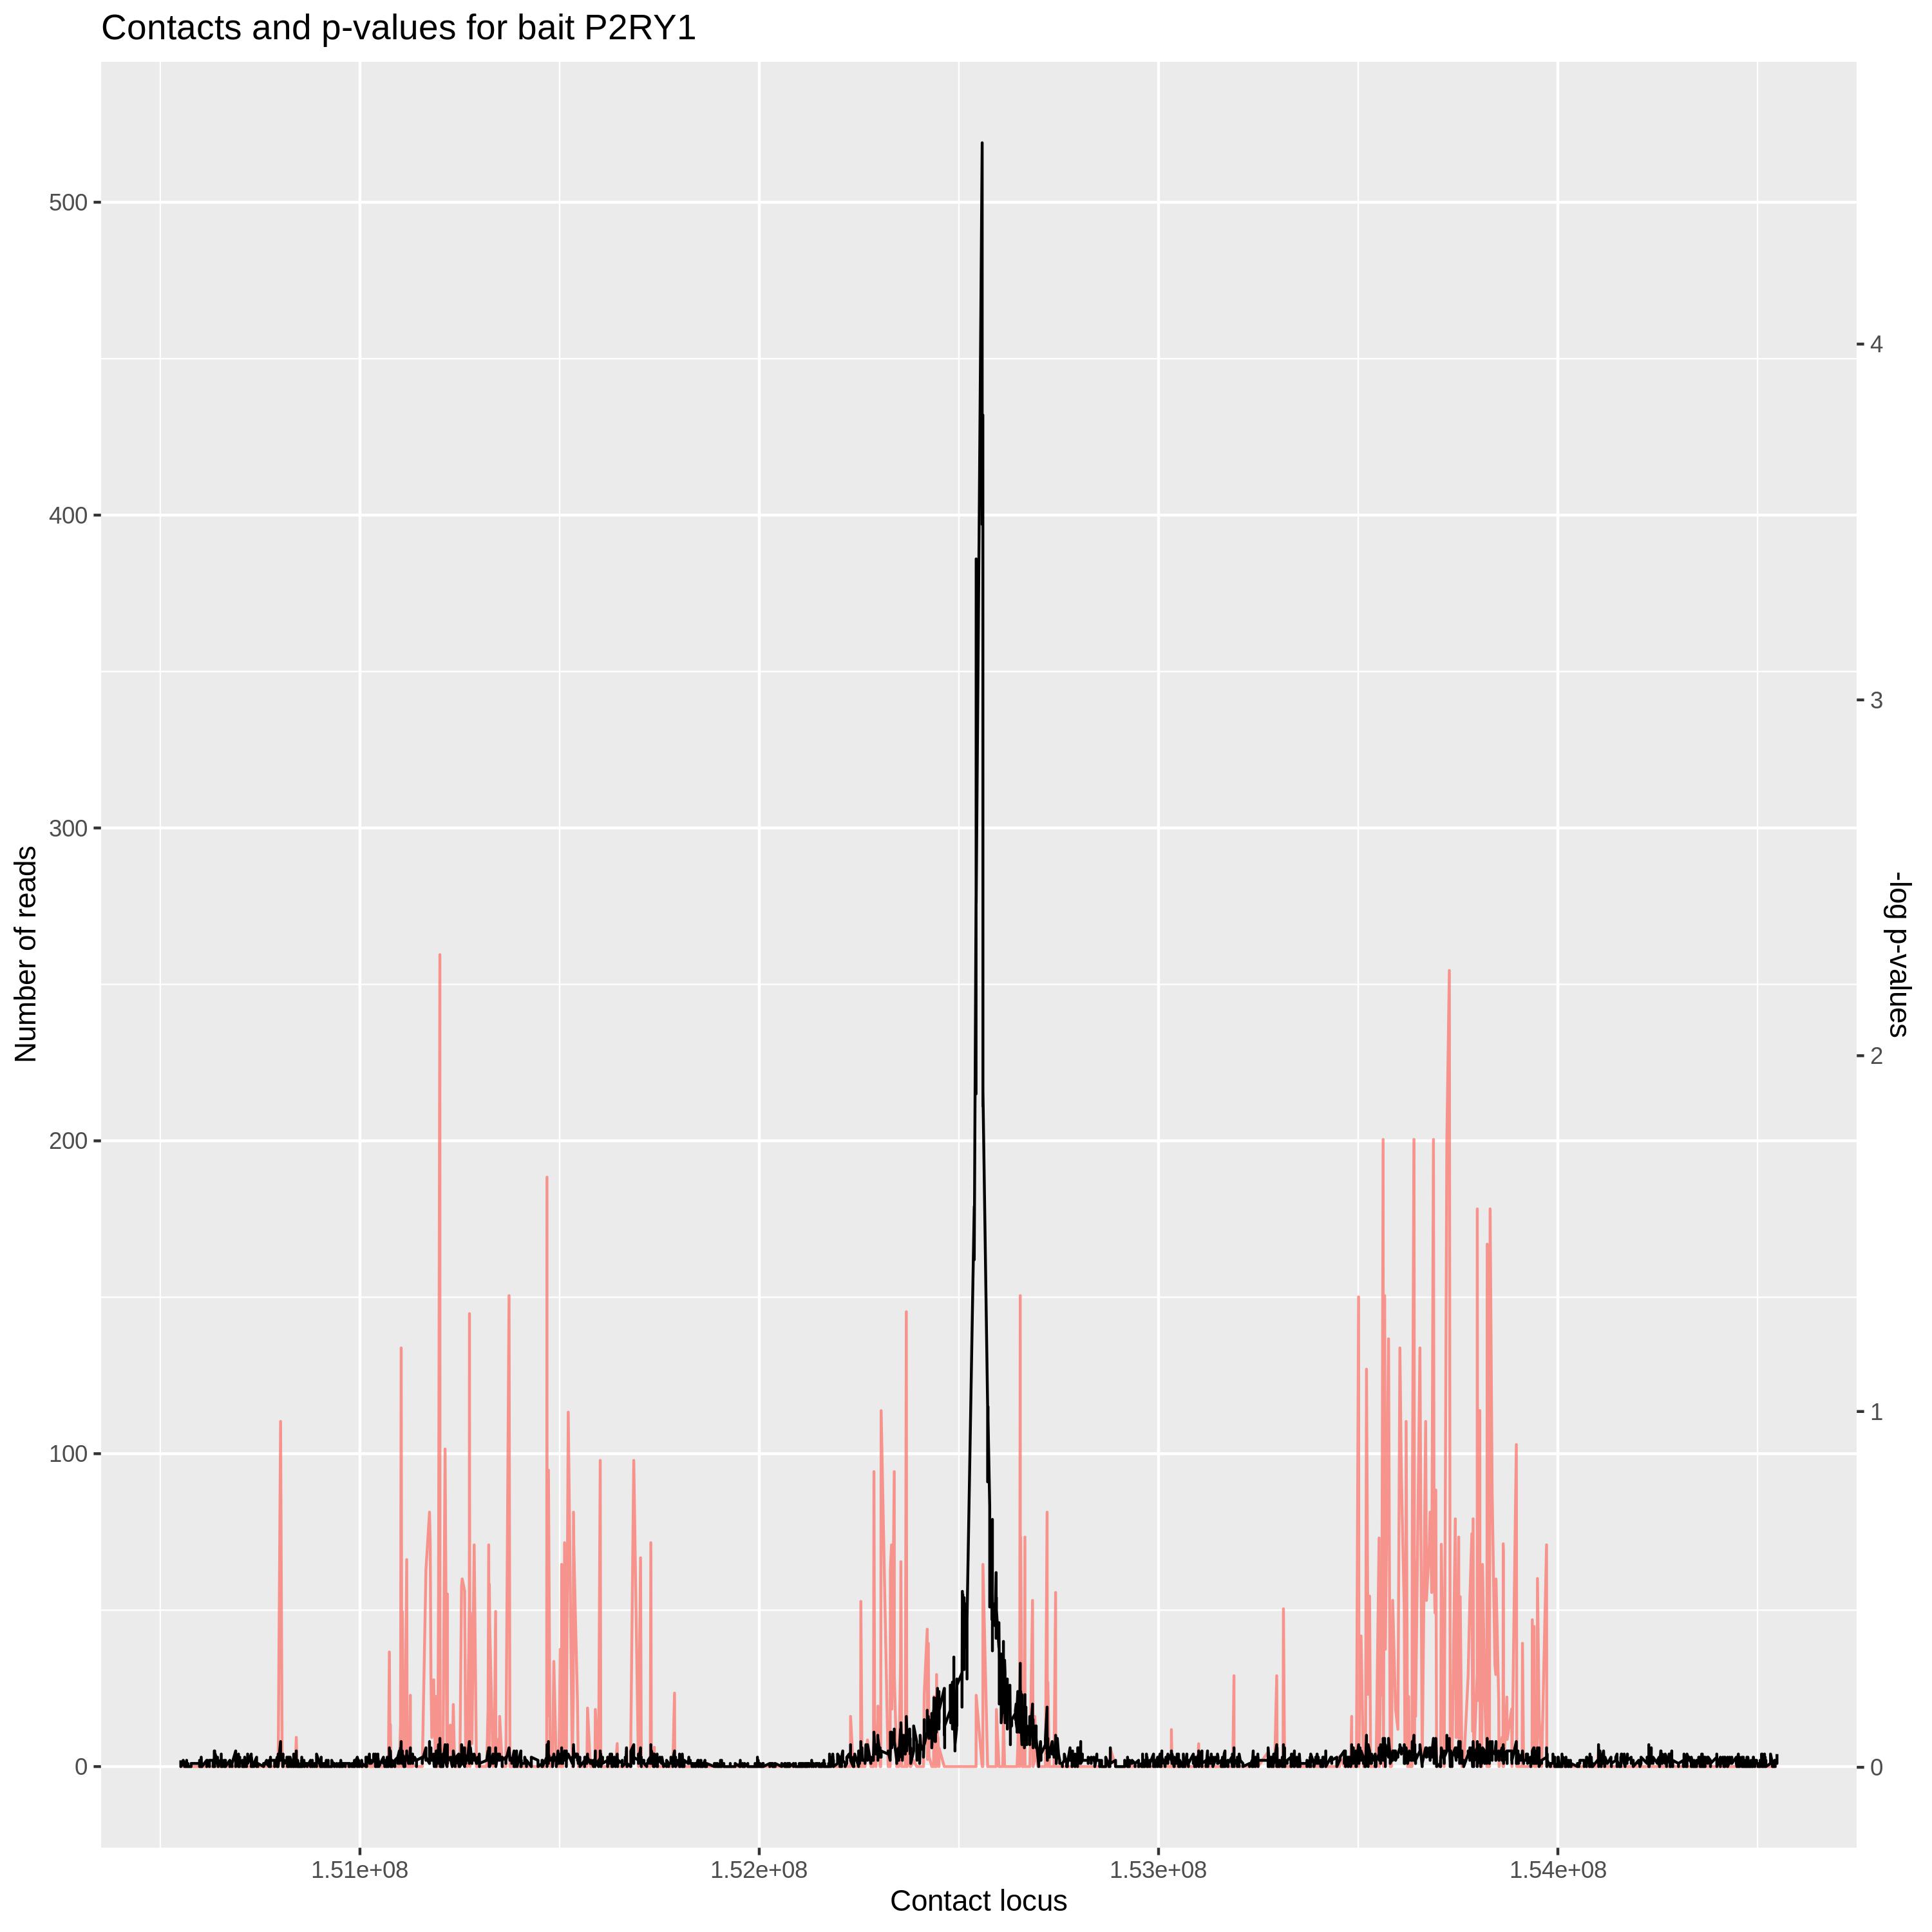 Contacts and p-values for bait P2RY1
500
400
300
200
100
0
Number of reads
4
3
2
1
0
-log p-values
1.51e+08 1.52e+08 1.53e+08 1.54e+08
Contact locus